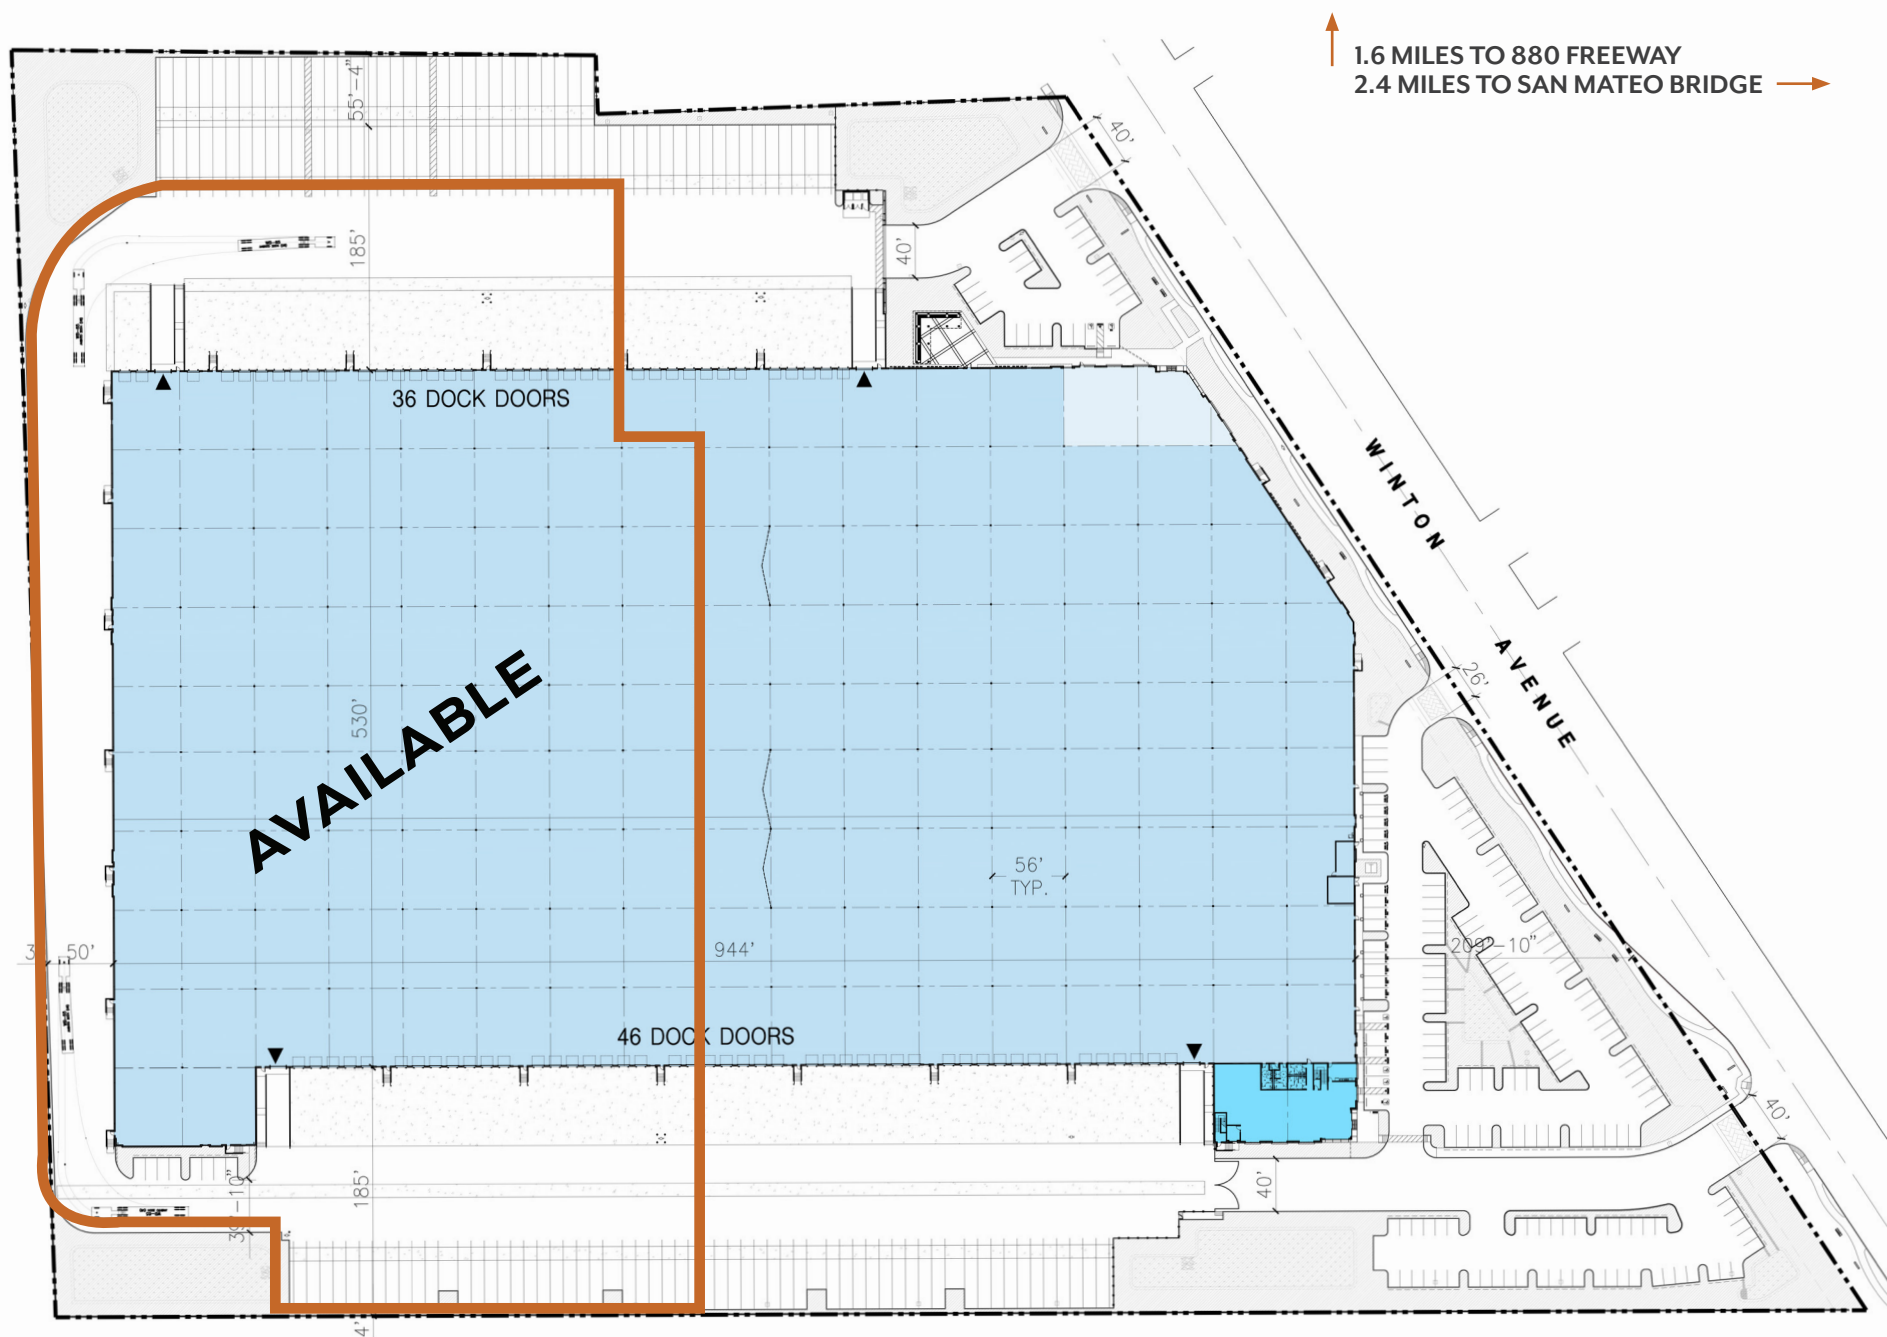 1.6 MILES TO 880 FREEWAY
2.4 MILES TO SAN MATEO BRIDGE
55'-4"
40'
185'
40'
36 DOCK DOORS
WINTON AVENUE
26'
530'
AVAILABLE
56'
TYP.
50'
944'
209'-10"
46 DOCK DOORS
40'
185'
40'